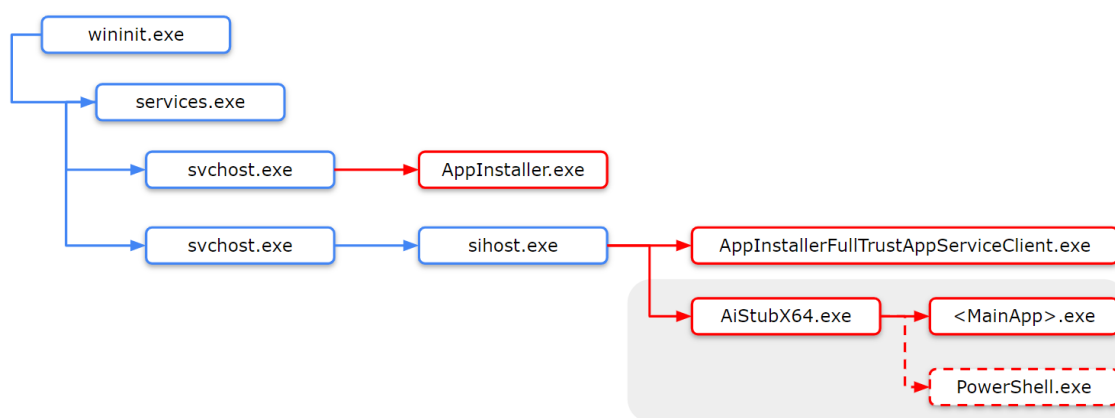 wininit.exe
services.exe
svchost.exe
AppInstaller.exe
svchost.exe
sihost.exe
AppInstallerFullTrustAppServiceClient.exe
AiStubX64.exe
<MainApp>.exe
PowerShell.exe